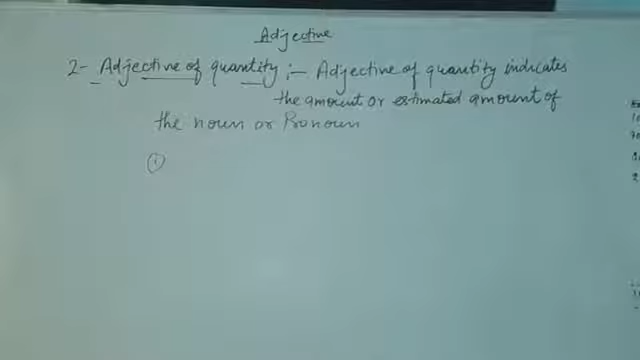 Adjective
2- Adjective of quantity :- Adjective of quantity indicates
the amount or estimated amount of
the noun or Pronoun
①